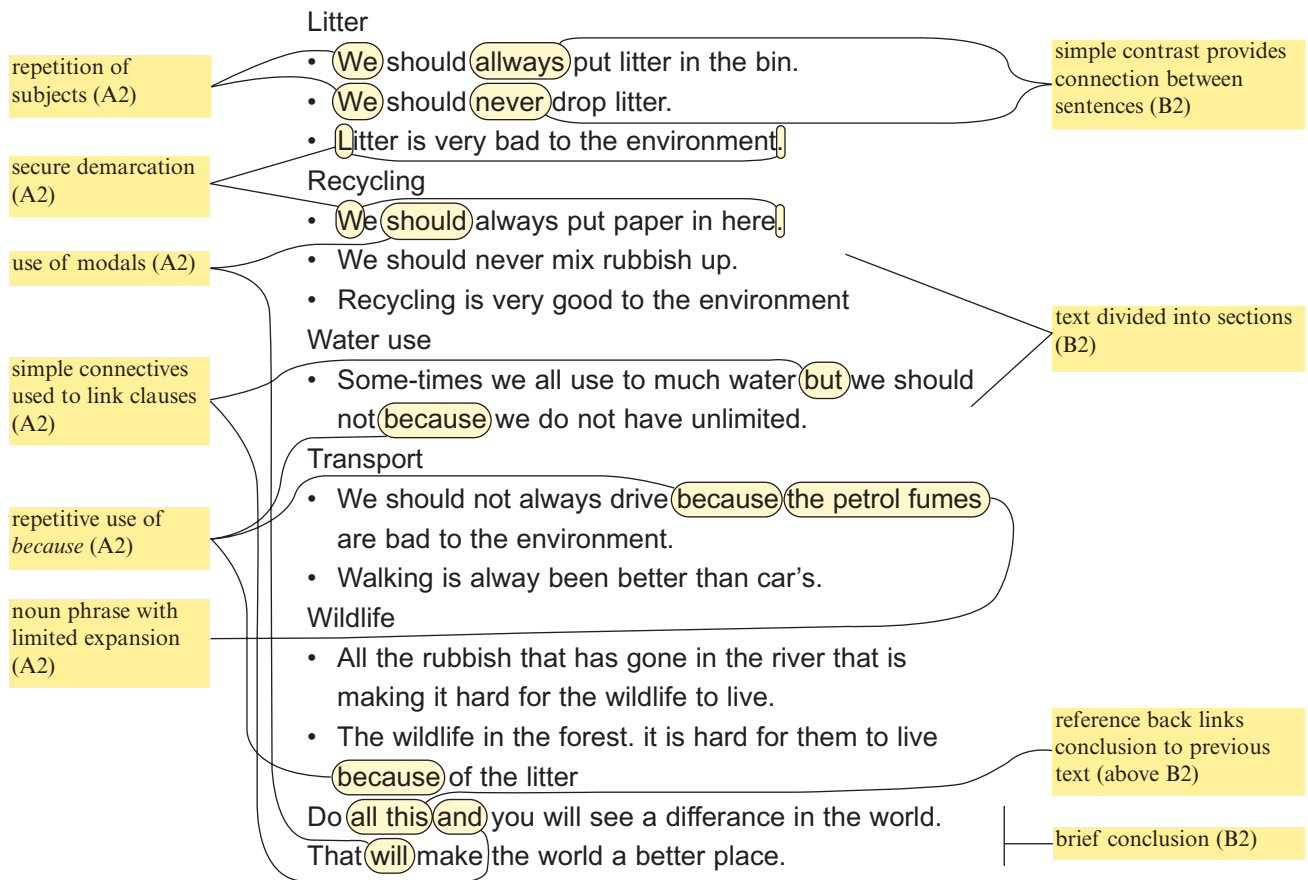 Litter
• We should allways put litter in the bin.
• We should never drop litter.
• Litter is very bad to the environment.
Recycling
• We should always put paper in here.
• We should never mix rubbish up.
• Recycling is very good to the environment
Water use
• Some-times we all use to much water but we should
not because we do not have unlimited.
Transport
• We should not always drive because the petrol fumes
are bad to the environment.
• Walking is alway been better than car's.
Wildlife
• All the rubbish that has gone in the river that is
making it hard for the wildlife to live.
• The wildlife in the forest. it is hard for them to live
because of the litter
Do all this and you will see a differance in the world.
That will make the world a better place.
repetition of
subjects (A2)
secure demarcation
(A2)
use of modals (A2)
simple connectives
used to link clauses
(A2)
repetitive use of
because (A2)
noun phrase with
limited expansion
(A2)
simple contrast provides
connection between
sentences (B2)
text divided into sections
(B2)
reference back links
conclusion to previous
text (above B2)
brief conclusion (B2)